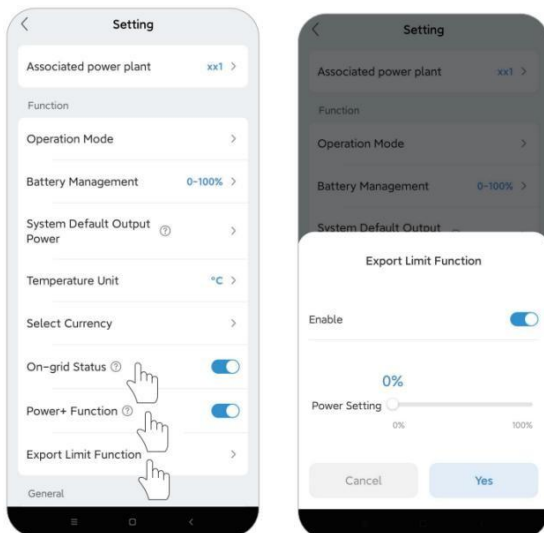 Setting
Associated power plant xx1 >
Function
Operation Mode >
Battery Management 0-100% >
System Default Output
Power ? >
Temperature Unit °C >
Select Currency >
On-grid Status ?
Power+ Function ?
Export Limit Function >
General
Setting
Associated power plant xx1 >
Function
Operation Mode >
Battery Management 0-100% >
System Default Output
Export Limit Function
Enable
0%
Power Setting
0% 100%
Cancel Yes